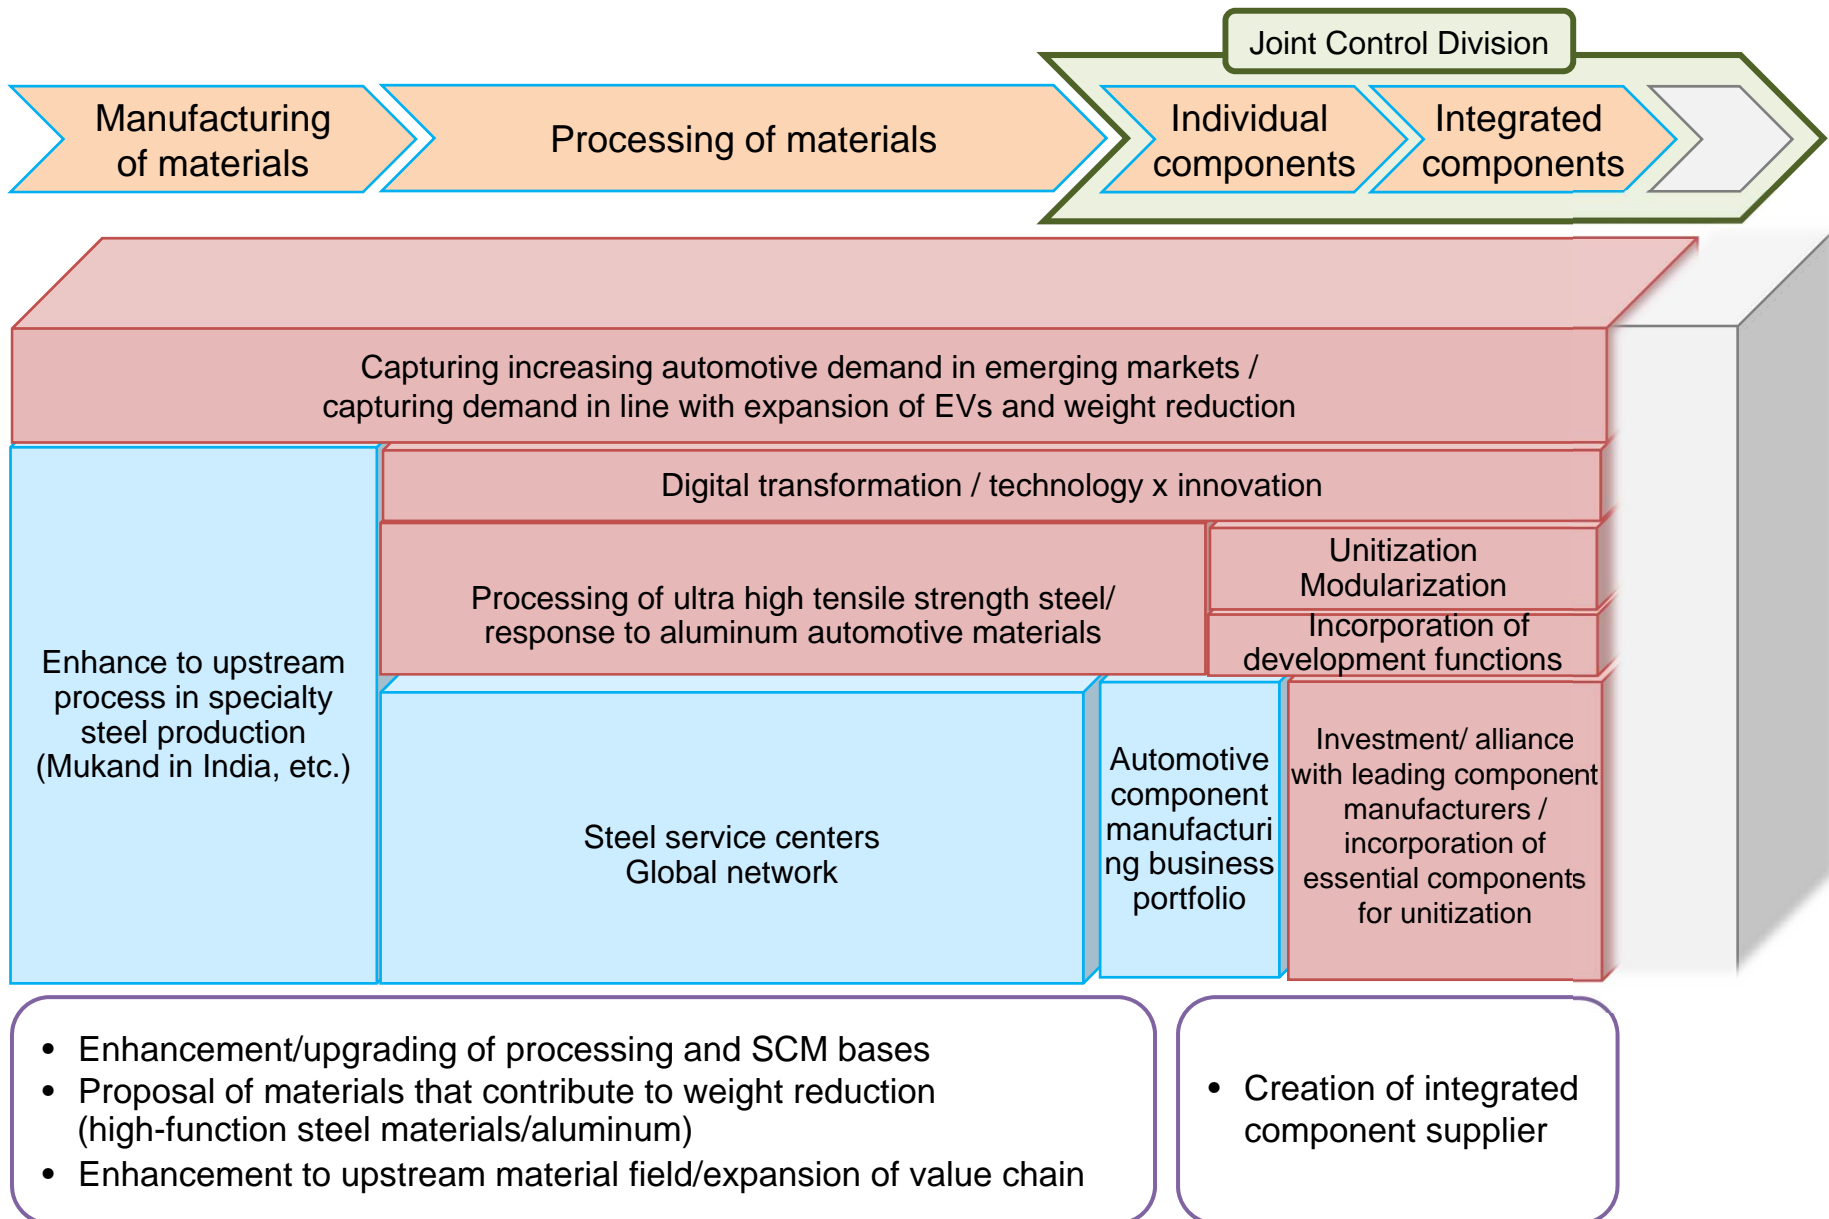 Joint Control Division
Manufacturing
of materials
Processing of materials
Individual
components
Integrated
components
Capturing increasing automotive demand in emerging markets /
capturing demand in line with expansion of EVs and weight reduction
Digital transformation / technology x innovation
Unitization
Modularization
Processing of ultra high tensile strength steel/
response to aluminum automotive materials
Incorporation of
development functions
Enhance to upstream
process in specialty
steel production
(Mukand in India, etc.)
Steel service centers
Global network
Automotive
component
manufacturi
ng business
portfolio
Investment/ alliance
with leading component
manufacturers /
incorporation of
essential components
for unitization
• Enhancement/upgrading of processing and SCM bases
• Proposal of materials that contribute to weight reduction
(high-function steel materials/aluminum)
• Enhancement to upstream material field/expansion of value chain
• Creation of integrated
component supplier